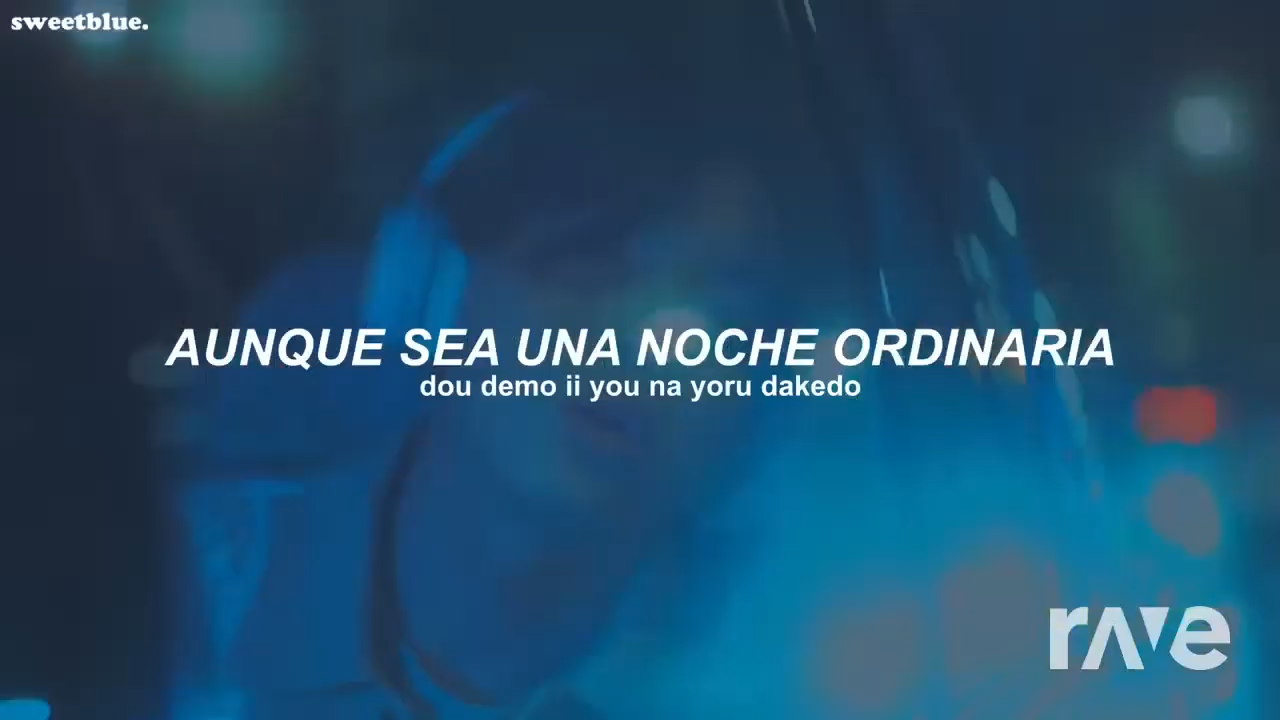 sweetblue.
AUNQUE SEA UNA NOCHE ORDINARIA
dou demo ii you na yoru dakedo
rave